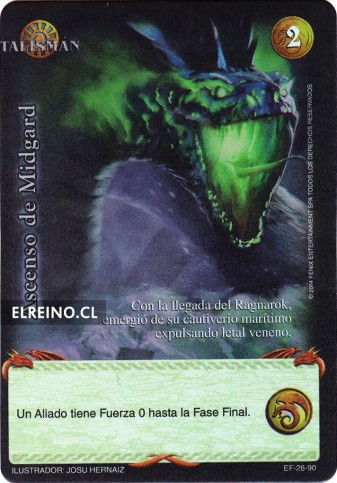 TALISMAN
2
Ascenso de Midgard
© 2014 FENIX ENTERTAINMENT SPA TODOS LOS DERECHOS RESERVADOS
ELREINO.CL
Con la llegada del Ragnarok,
emergió de su cautiverio marítimo
expulsando letal veneno.
Un Aliado tiene Fuerza 0 hasta la Fase Final.
ILUSTRADOR: JOSU HERNAIZ
EF-26-90